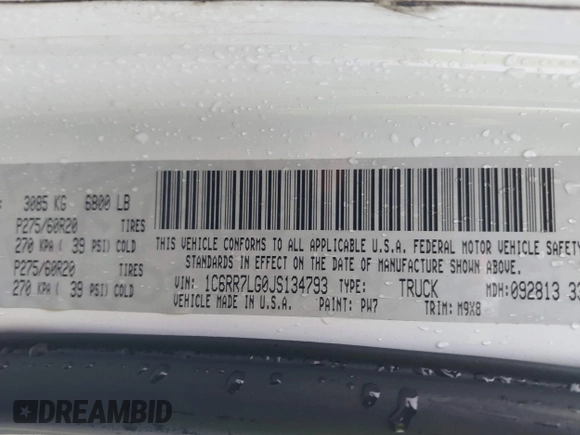 : 3085 KG 6800 LB
P275/60R20 TIRES
270 KPA ( 39 PSI) COLD
P275/60R20 TIRES
270 KPA ( 39 PSI) COLD
THIS VEHICLE CONFORMS TO ALL APPLICABLE U.S.A. FEDERAL MOTOR VEHICLE SAFETY
STANDARDS IN EFFECT ON THE DATE OF MANUFACTURE SHOWN ABOVE.
VIN: 1C6RR7LG0JS134793 TYPE: TRUCK MDH: 092813 33
VEHICLE MADE IN U.S.A. PAINT: PW7 TRIM: M9X8
DREAMBID